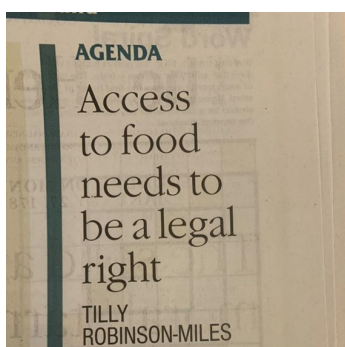 AGENDA
Access
to food
needs to
be a legal
right
TILLY
ROBINSON-MILES